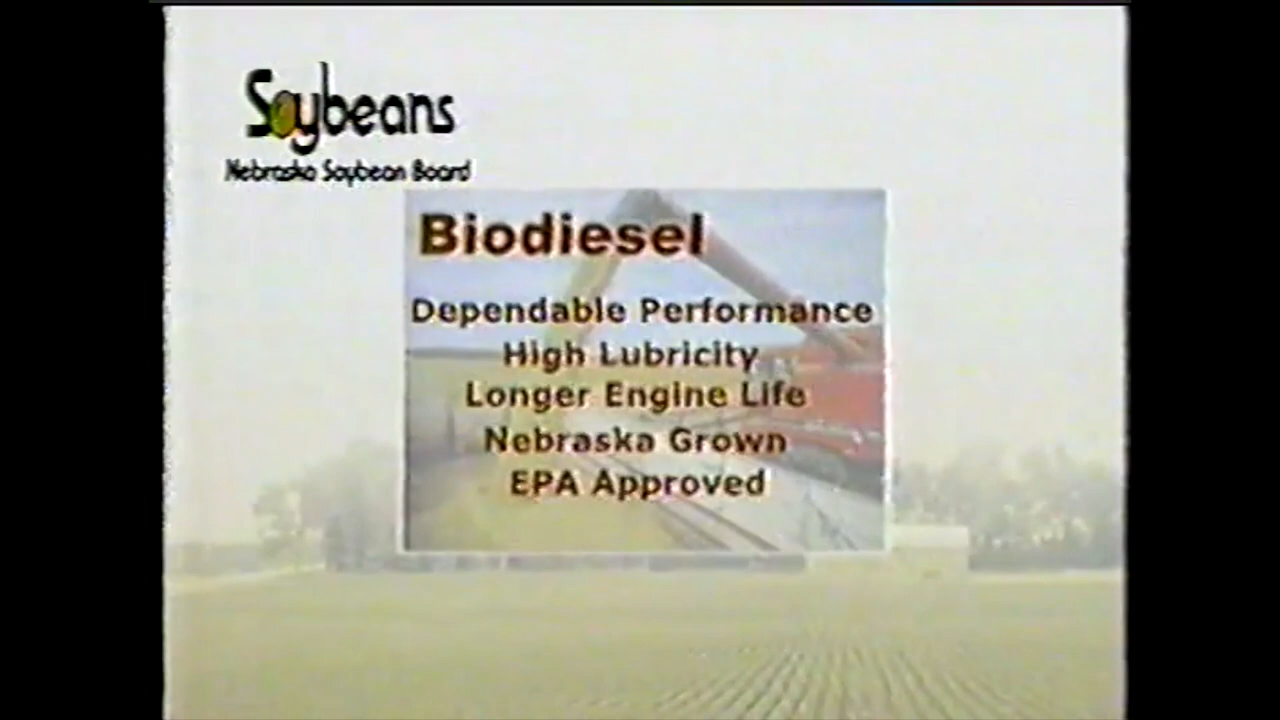 Soybeans
Nebraska Soybean Board
Biodiesel
Dependable Performance
High Lubricity
Longer Engine Life
Nebraska Grown
EPA Approved